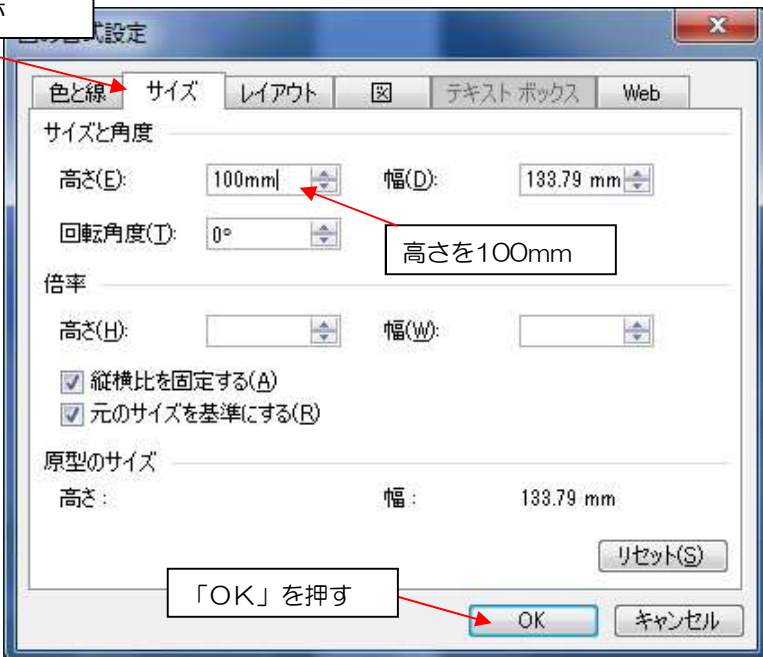 の書式設定
色と線 サイズ レイアウト 図 テキスト ボックス Web
サイズと角度
高さ(E): 100mm 幅(D): 133.79 mm
高さを100mm
回転角度(T): 0°
倍率
高さ(H): 幅(W):
縦横比を固定する(A)
元のサイズを基準にする(R)
原型のサイズ
高さ : 幅 : 133.79 mm
リセット(S)
「OK」を押す
OK キャンセル